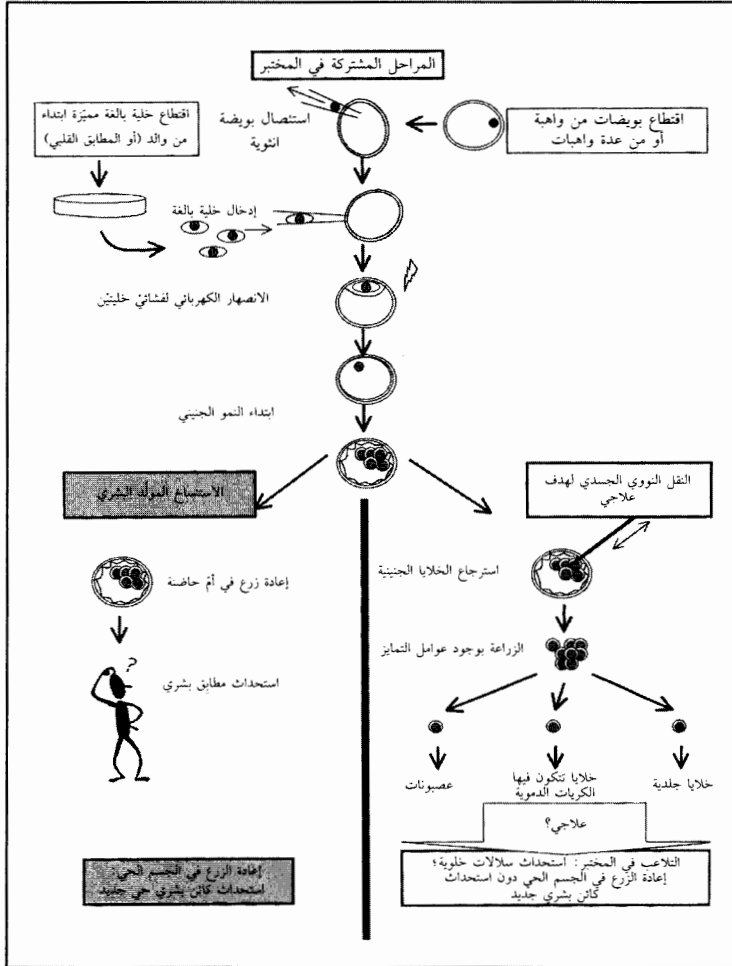 المراحل المشتركة في المختبر
اقتطاع بويضات من واهبة
أو من عدة واهبات
استئصال بويضة
انثوية
اقتطاع خلية بالغة مميّزة ابتداء
من والد (أو المطابق القلبي)
إدخال خلية بالغة
الانصهار الكهربائي لغشائيْ خليتيْن
ابتداء النمو الجنيني
النقل النووي الجسدي لهدف
علاجي
استرجاع الخلايا الجنينية
الزراعة بوجود عوامل التمايز
خلايا جلدية
خلايا تتكون فيها
الكريات الدموية
عصبونات
علاجي؟
التلاعب في المختبر: استحداث سلالات خلوية؛
إعادة الزرع في الجسم الحي دون استحداث
كائن بشري جديد
الاستنساخ المولّد البشري
إعادة زرع في أمّ حاضنة
?
استحداث مطابق بشري
إعادة الزرع في الجسم الحي:
استحداث كائن بشري حي جديد